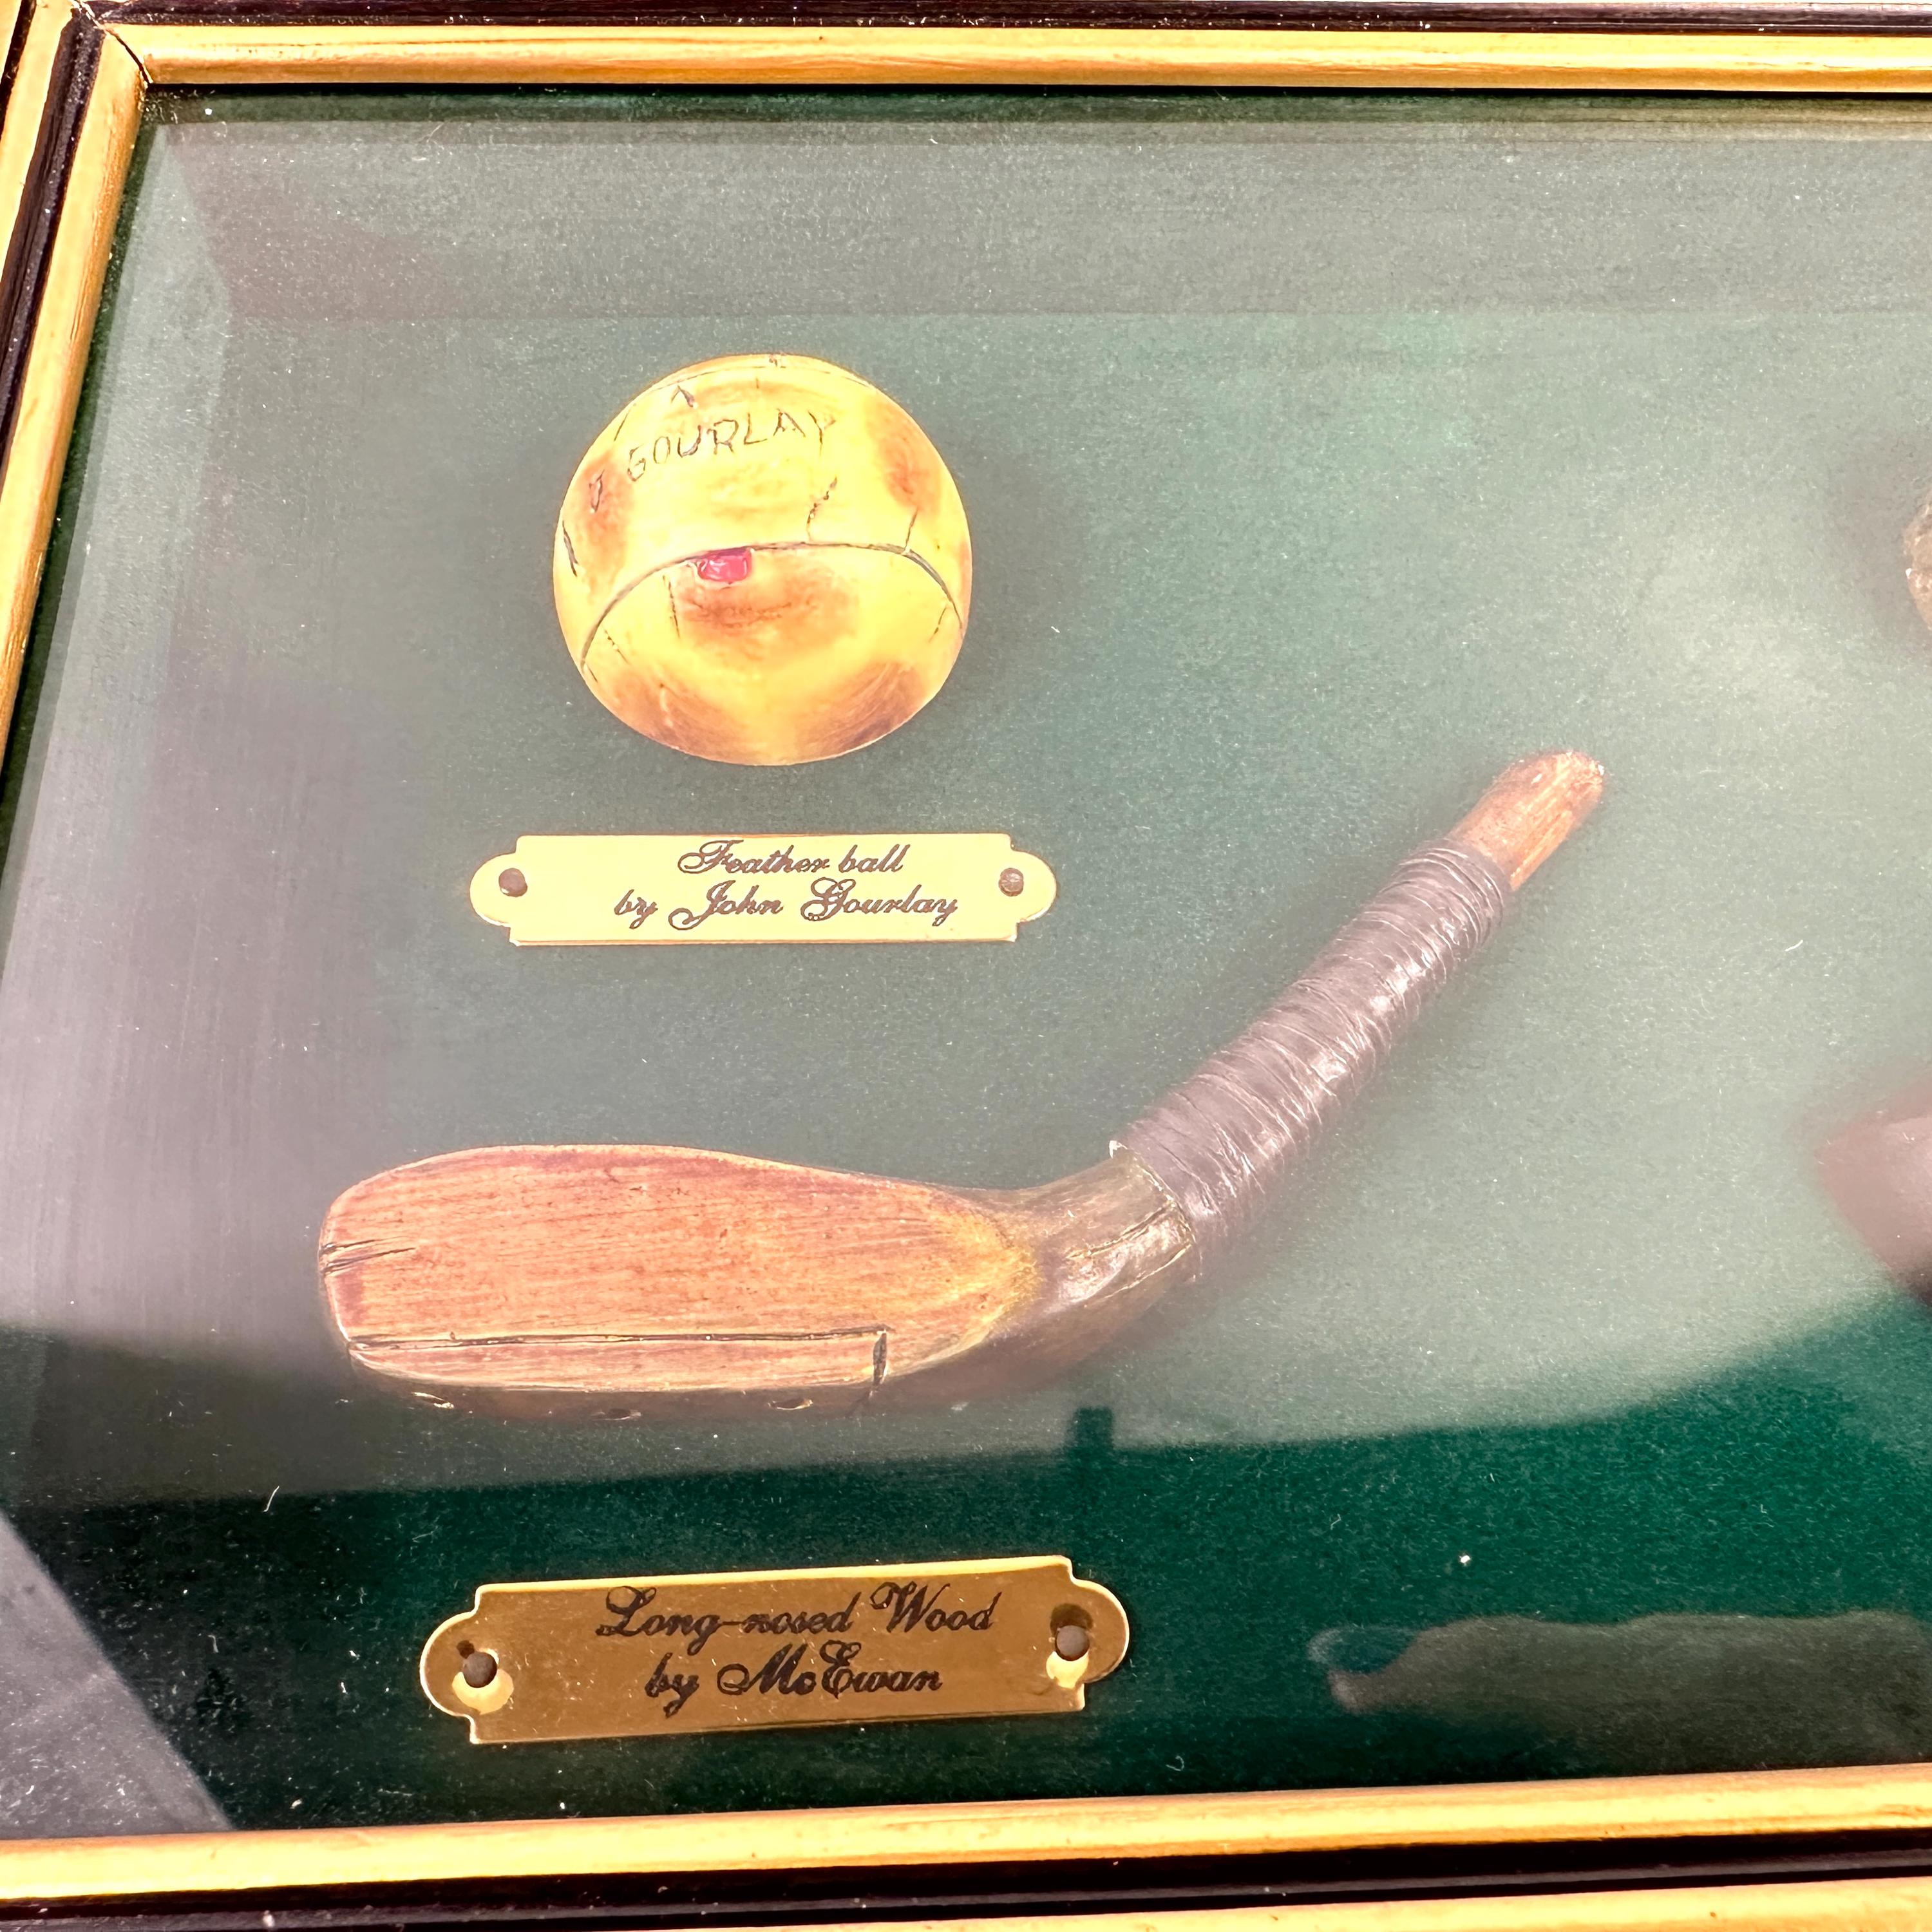 J GOURLAY
Feather ball
by John Gourlay
Long-nosed Wood
by McEwan